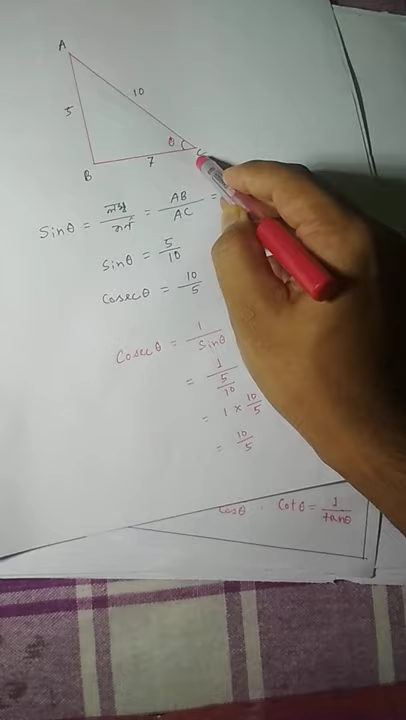 A
10
5
θ
C
B
7
Sinθ = लम्ब/कर्ण = AB/AC =
Sinθ = 5/10
Cosecθ = 10/5
Cosecθ = 1/Sinθ
= 1/(5/10)
= 1 × 10/5
= 10/5
Cosθ , Cotθ = 1/tanθ